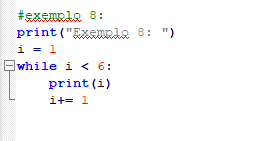 #exemplo 8:
print("Exemplo 8: ")
i = 1
while i < 6:
    print(i)
    i+= 1